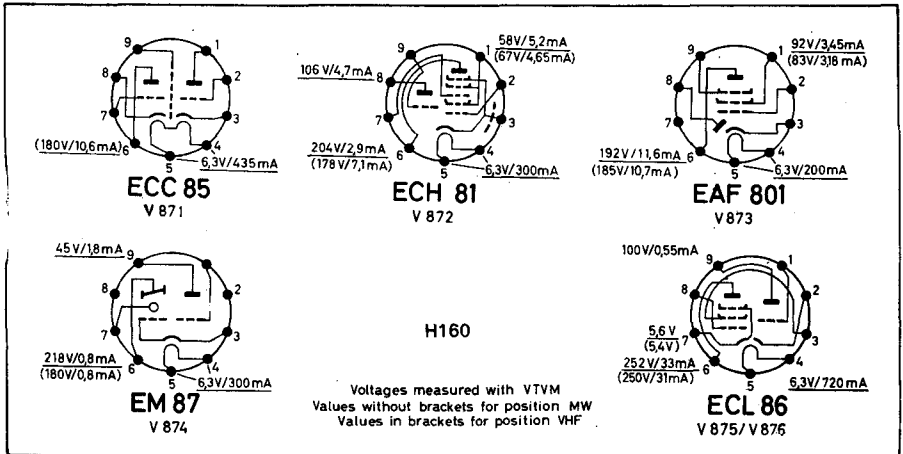 9
1
8
2
7
3
(180V/10,6mA)
6
4
5
6,3V/435mA
ECC 85
V 871
58V/5,2mA
(67V/4,65mA)
9
1
106V/4,7mA
8
2
7
3
204V/2,9mA
(178V/7,1mA)
6
4
5
6,3V/300mA
ECH 81
V 872
92V/3,45mA
(83V/3,18 mA)
9
1
8
2
7
3
192V/11,6mA
(185V/10,7mA)
6
4
5
6,3V/200mA
EAF 801
V 873
45V/1,8mA
9
1
8
2
7
3
218V/0,8mA
(180V/0,8mA)
6
4
5
6,3V/300mA
EM 87
V 874
H160
Voltages measured with VTVM
Values without brackets for position MW
Values in brackets for position VHF
100V/0,55mA
9
1
8
2
5,6V
(5,4V)
7
3
252V/33mA
(250V/31mA)
6
4
5
6,3V/720mA
ECL 86
V 875/V 876